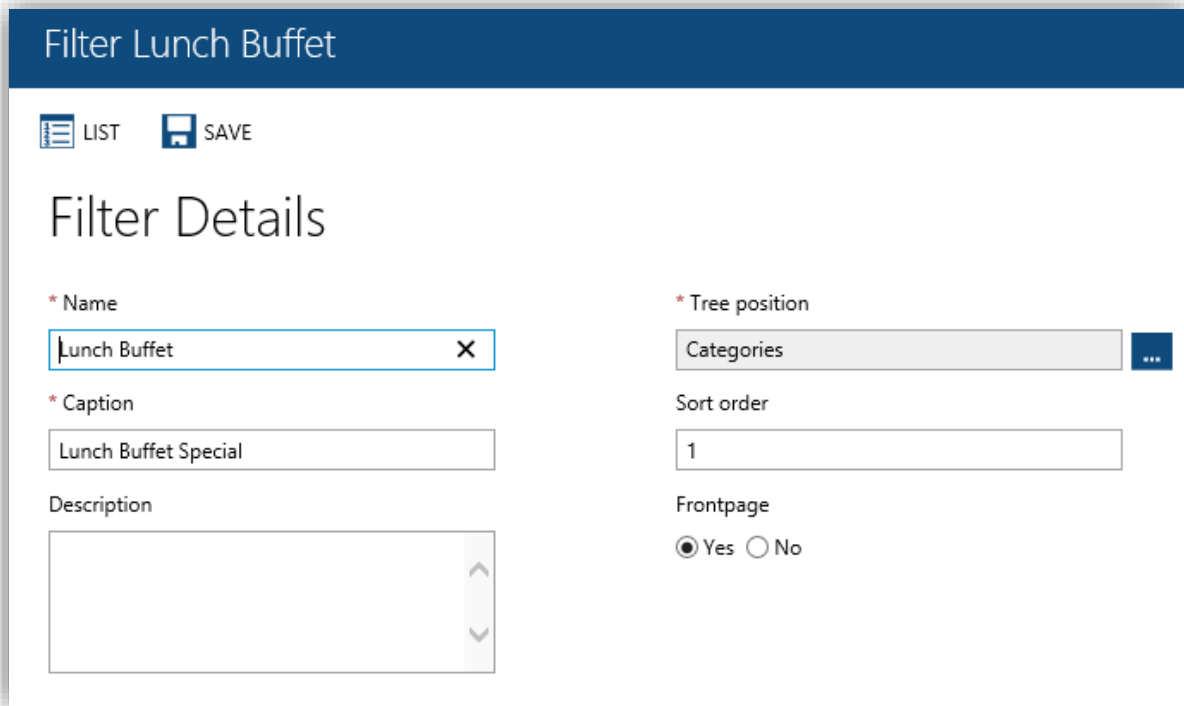 Filter Lunch Buffet
LIST SAVE
Filter Details
* Name
Lunch Buffet
* Caption
Lunch Buffet Special
Description
* Tree position
Categories ...
Sort order
1
Frontpage
Yes No